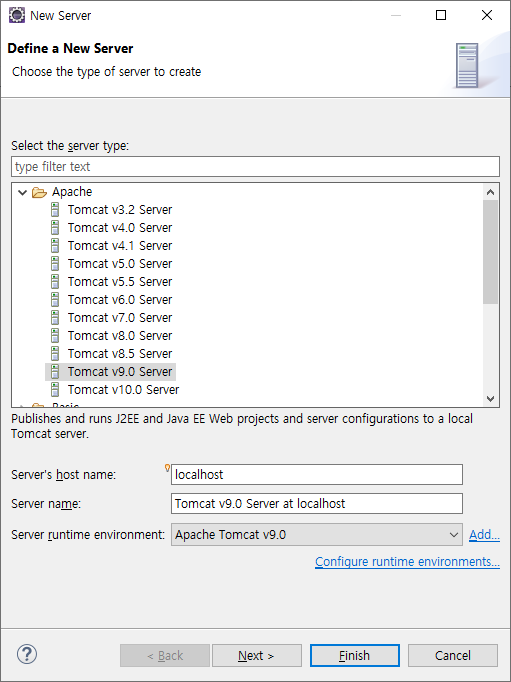 New Server
Define a New Server
Choose the type of server to create
Select the server type:
type filter text
Apache
Tomcat v3.2 Server
Tomcat v4.0 Server
Tomcat v4.1 Server
Tomcat v5.0 Server
Tomcat v5.5 Server
Tomcat v6.0 Server
Tomcat v7.0 Server
Tomcat v8.0 Server
Tomcat v8.5 Server
Tomcat v9.0 Server
Tomcat v10.0 Server
Basic
Publishes and runs J2EE and Java EE Web projects and server configurations to a local
Tomcat server.
Server's host name: localhost
Server name: Tomcat v9.0 Server at localhost
Server runtime environment: Apache Tomcat v9.0 Add...
Configure runtime environments...
? < Back Next > Finish Cancel